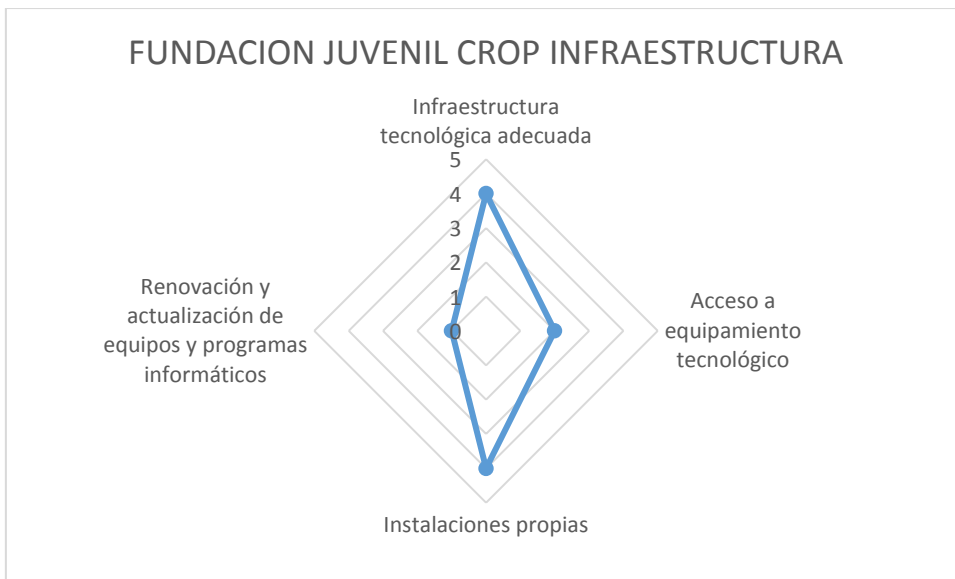 FUNDACION JUVENIL CROP INFRAESTRUCTURA
Infraestructura
tecnológica adecuada
5
4
3
2
1
0
Renovación y
actualización de
equipos y programas
informáticos
Acceso a
equipamiento
tecnológico
Instalaciones propias